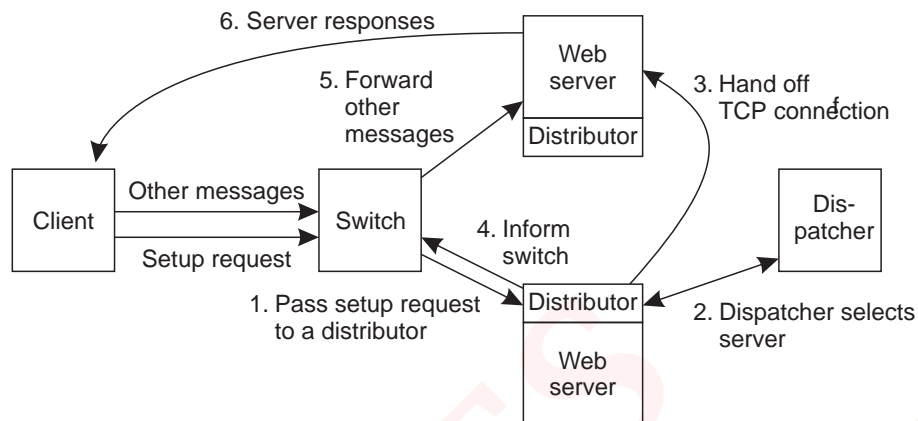 6. Server responses
Web
server
Distributor
5. Forward
other
messages
3. Hand off
TCP connection
f
Client
Other messages
Setup request
Switch
4. Inform
switch
Dis-
patcher
1. Pass setup request
to a distributor
Distributor
Web
server
2. Dispatcher selects
server